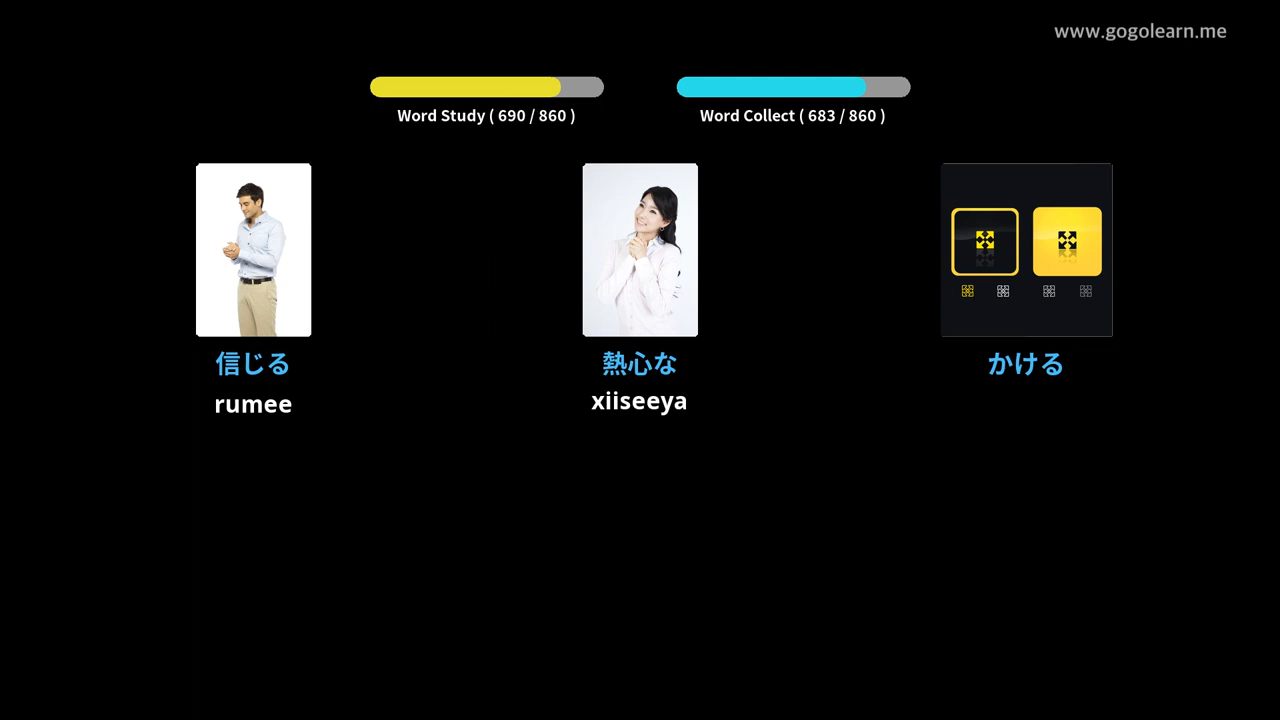 www.gogolearn.me
Word Study ( 690 / 860 )
Word Collect ( 683 / 860 )
信じる
rumee
熱心な
xiiseeya
かける